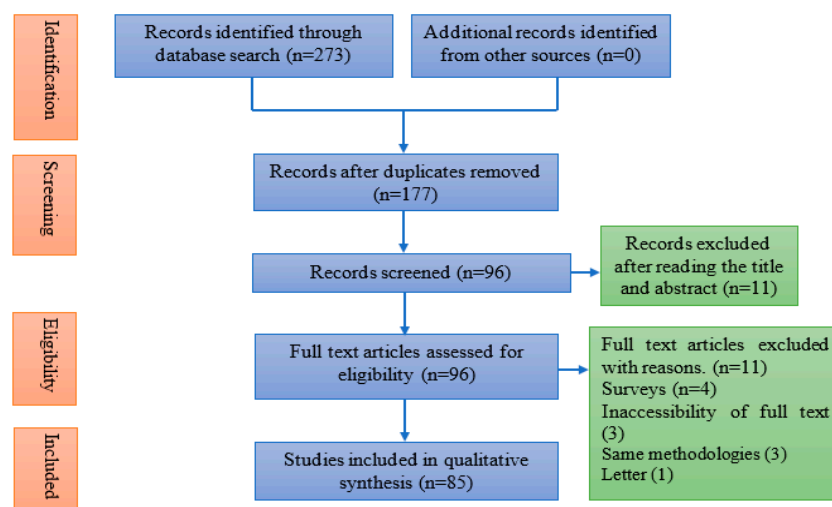 Identification
Records identified through
database search (n=273)
Additional records identified
from other sources (n=0)
Screening
Records after duplicates removed
(n=177)
Records screened (n=96)
Records excluded
after reading the title
and abstract (n=11)
Eligibility
Full text articles assessed for
eligibility (n=96)
Full text articles excluded
with reasons. (n=11)
Surveys (n=4)
Inaccessibility of full text
(3)
Same methodologies (3)
Letter (1)
Included
Studies included in qualitative
synthesis (n=85)